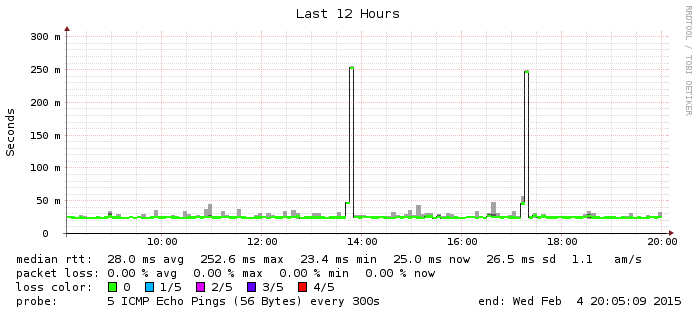 Last 12 Hours
RRDTOOL / TOBI OETIKER
Seconds
300 m
250 m
200 m
150 m
100 m
50 m
0
10:00 12:00 14:00 16:00 18:00 20:00
median rtt: 28.0 ms avg 252.6 ms max 23.4 ms min 25.0 ms now 26.5 ms sd 1.1 am/s
packet loss: 0.00 % avg 0.00 % max 0.00 % min 0.00 % now
loss color: 0 1/5 2/5 3/5 4/5
probe: 5 ICMP Echo Pings (56 Bytes) every 300s end: Wed Feb 4 20:05:09 2015